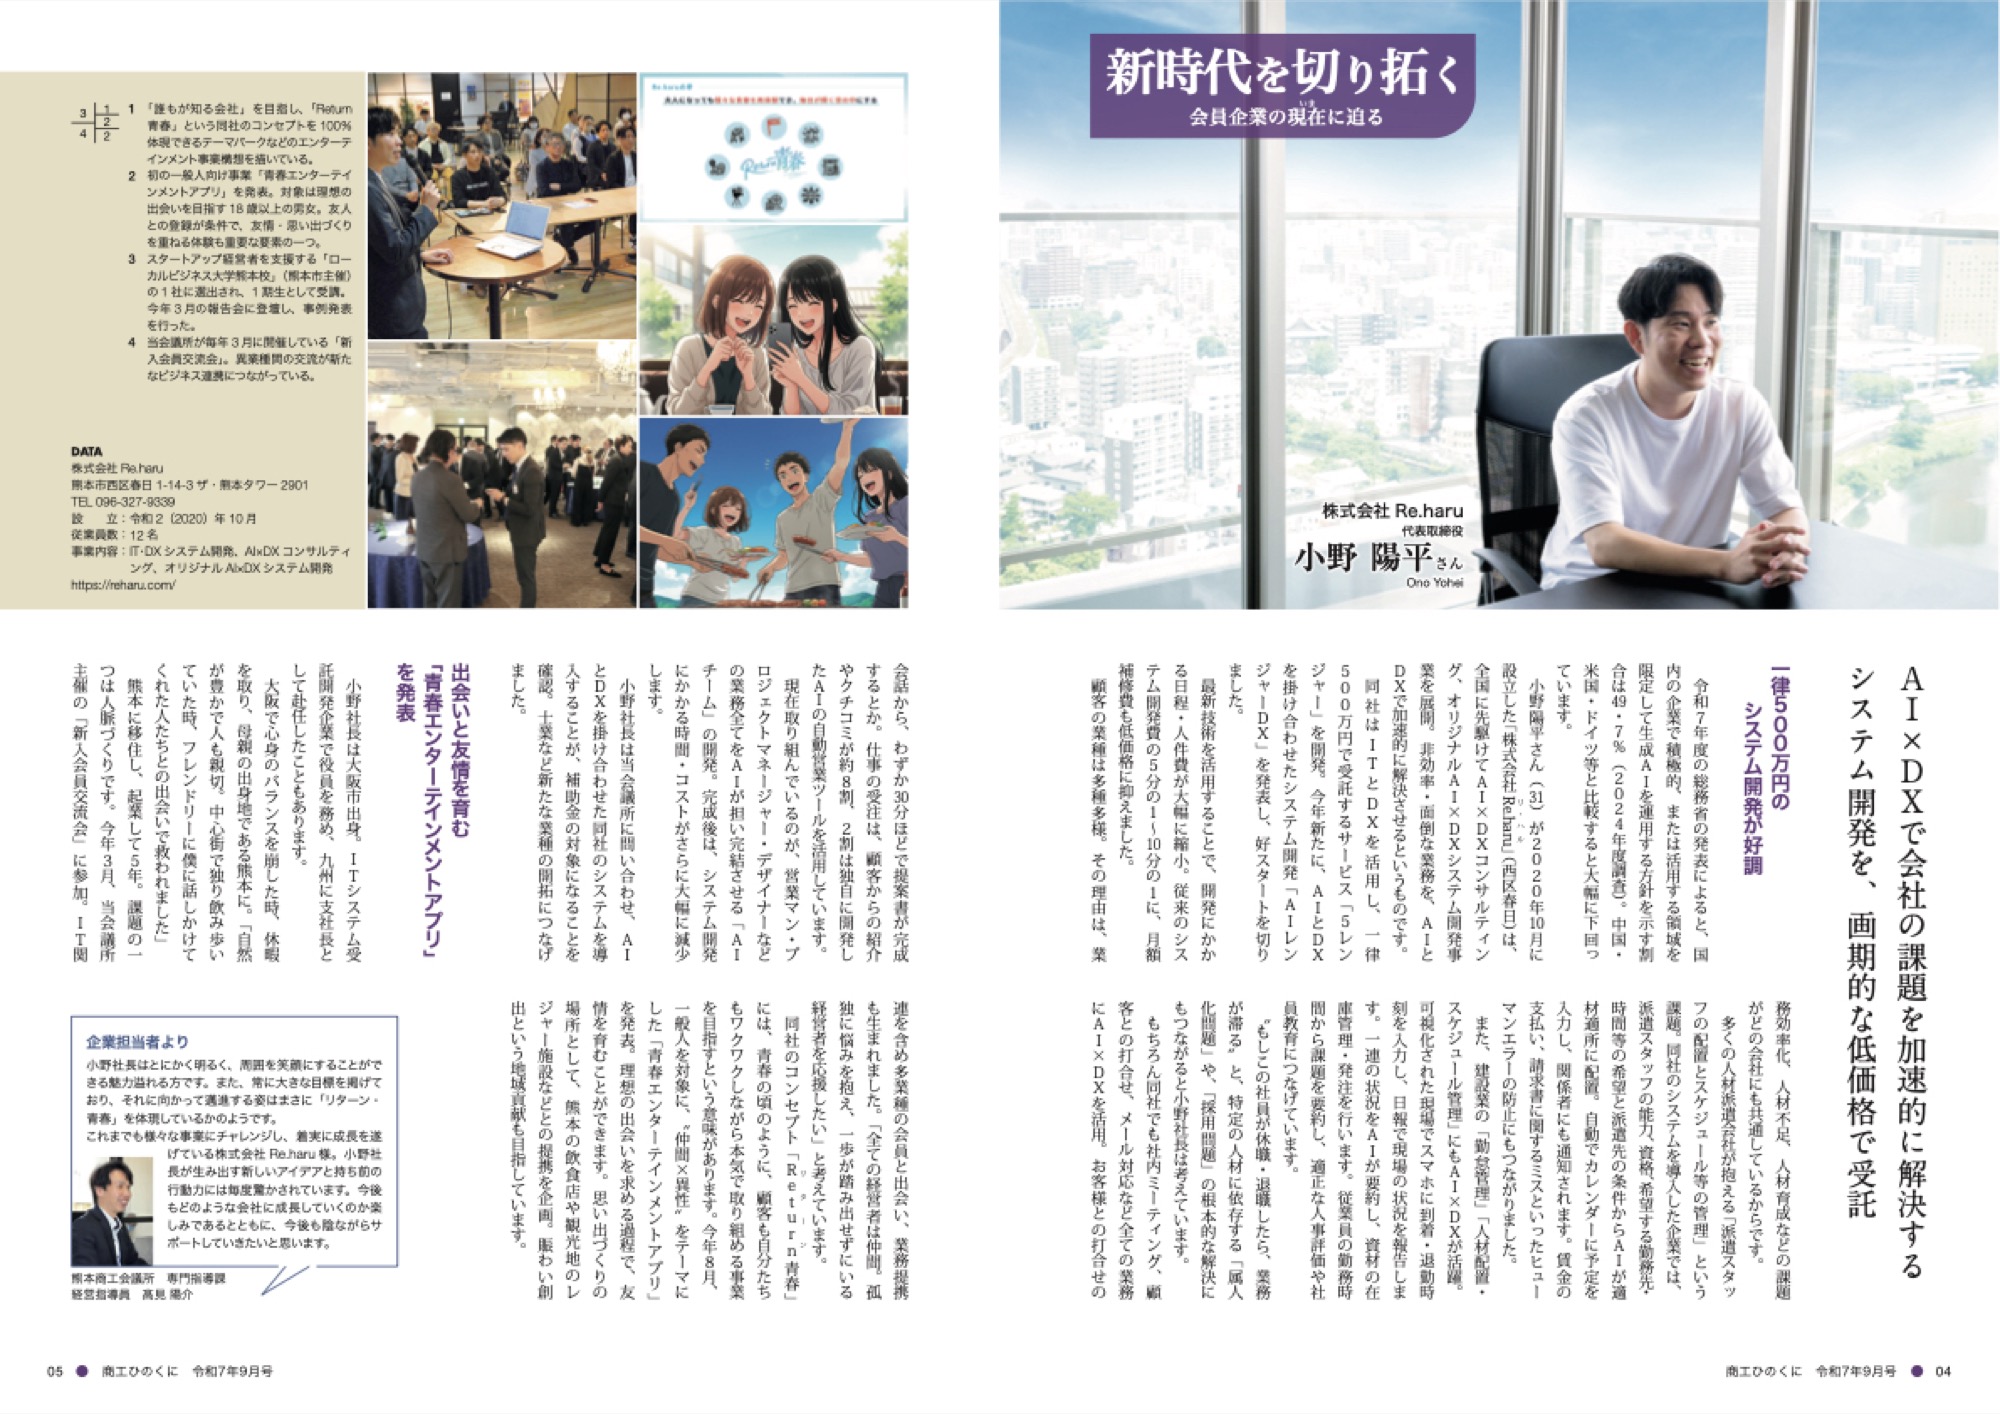 新時代を切り拓く
会員企業の現在に迫る
いま
株式会社 Re.haru
代表取締役
小野 陽平さん
Ono Yohei
AI×DXで会社の課題を加速的に解決する
システム開発を、画期的な低価格で受託
一律500万円の
システム開発が好調
令和7年度の総務省の発表によると、国
内の企業で積極的、または活用する領域を
限定して生成AIを運用する方針を示す割
合は49・7%（2024年度調査）。中国・
米国・ドイツ等と比較すると大幅に下回っ
ています。
小野陽平さん（31）が2020年10月に
設立した「株式会社Re.haru」（西区春日）は、
リ・ハル
全国に先駆けてAI×DXコンサルティン
グ、オリジナルAI×DXシステム開発事
業を展開。非効率・面倒な業務を、AIと
DXで加速的に解決させるというものです。
同社はITとDXを活用し、一律
500万円で受託するサービス「5レン
ジャー」を開発。今年新たに、AIとDX
を掛け合わせたシステム開発「AIレン
ジャーDX」を発表し、好スタートを切り
ました。
最新技術を活用することで、開発にかか
る日程・人件費が大幅に縮小。従来のシス
テム開発費の5分の1〜10分の1に、月額
補修費も低価格に抑えました。
顧客の業種は多種多様。その理由は、業
務効率化、人材不足、人材育成などの課題
がどの会社にも共通しているからです。
多くの人材派遣会社が抱える「派遣スタッ
フの配置とスケジュール等の管理」という
課題。同社のシステムを導入した企業では、
派遣スタッフの能力、資格、希望する勤務先・
時間等の希望と派遣先の条件からAIが適
材適所に配置。自動でカレンダーに予定を
入力し、関係者にも通知されます。賃金の
支払い、請求書に関するミスといったヒュー
マンエラーの防止にもつながりました。
また、建設業の「勤怠管理」「人材配置・
スケジュール管理」にもAI×DXが活躍。
可視化された現場でスマホに到着・退勤時
刻を入力し、日報で現場の状況を報告しま
す。一連の状況をAIが要約し、資材の在
庫管理・発注を行います。従業員の勤務時
間から課題を要約し、適正な人事評価や社
員教育につなげています。
“もしこの社員が休職・退職したら、業務
が滞る”と、特定の人材に依存する「属人
化問題」や、「採用問題」の根本的な解決に
もつながると小野社長は考えています。
もちろん同社でも社内ミーティング、顧
客との打合せ、メール対応など全ての業務
にAI×DXを活用。お客様との打合せの
会話から、わずか30分ほどで提案書が完成
するとか。仕事の受注は、顧客からの紹介
やクチコミが約8割、2割は独自に開発し
たAIの自動営業ツールを活用しています。
現在取り組んでいるのが、営業マン・プ
ロジェクトマネージャー・デザイナーなど
の業務全てをAIが担い完結させる「AI
チーム」の開発。完成後は、システム開発
にかかる時間・コストがさらに大幅に減少
します。
小野社長は当会議所に問い合わせ、AI
とDXを掛け合わせた同社のシステムを導
入することが、補助金の対象になることを
確認。士業など新たな業種の開拓につなげ
ました。
出会いと友情を育む
「青春エンターテインメントアプリ」
を発表
小野社長は大阪市出身。ITシステム受
託開発企業で役員を務め、九州に支社長と
して赴任したこともあります。
大阪で心身のバランスを崩した時、休暇
を取り、母親の出身地である熊本に。「自然
が豊かで人も親切。中心街で独り飲み歩い
ていた時、フレンドリーに僕に話しかけて
くれた人たちとの出会いで救われました」
熊本に移住し、起業して5年。課題の一
つは人脈づくりです。今年3月、当会議所
主催の「新入会員交流会」に参加。IT関
連を含め多業種の会員と出会い、業務提携
も生まれました。「全ての経営者は仲間。孤
独に悩みを抱え、一歩が踏み出せずにいる
経営者を応援したい」と考えています。
同社のコンセプト「Return青春」
リターン
には、青春の頃のように、顧客も自分たち
もワクワクしながら本気で取り組める事業
を目指すという意味があります。今年8月、
一般人を対象に、“仲間×異性”をテーマに
した「青春エンターテインメントアプリ」
を発表。理想の出会いを求める過程で、友
情を育むことができます。思い出づくりの
場所として、熊本の飲食店や観光地のレ
ジャー施設などとの提携を企画。賑わい創
出という地域貢献も目指しています。
3 1
2
4 2
1 「誰もが知る会社」を目指し、「Return
青春」という同社のコンセプトを100%
体現できるテーマパークなどのエンターテ
インメント事業構想を描いている。
2 初の一般人向け事業「青春エンターテイ
ンメントアプリ」を発表。対象は理想の
出会いを目指す18歳以上の男女。友人
との登録が条件で、友情・思い出づくり
を重ねる体験も重要な要素の一つ。
3 スタートアップ経営者を支援する「ロー
カルビジネス大学熊本校」（熊本市主催）
の1社に選出され、1期生として受講。
今年3月の報告会に登壇し、事例発表
を行った。
4 当会議所が毎年3月に開催している「新
入会員交流会」。異業種間の交流が新た
なビジネス連携につながっている。
DATA
株式会社 Re.haru
熊本市西区春日 1-14-3 ザ・熊本タワー 2901
TEL 096-327-9339
設 立：令和2（2020）年10月
従業員数：12名
事業内容：IT・DXシステム開発、AI×DXコンサルティ
ング、オリジナルAI×DXシステム開発
https://reharu.com/
Return青春
企業担当者より
小野社長はとにかく明るく、周囲を笑顔にすることがで
きる魅力溢れる方です。また、常に大きな目標を掲げて
おり、それに向かって邁進する姿はまさに「リターン・
青春」を体現しているかのようです。
これまでも様々な事業にチャレンジし、着実に成長を遂
げている株式会社 Re.haru 様。小野社
長が生み出す新しいアイデアと持ち前の
行動力には毎度驚かされています。今後
もどのような会社に成長していくのか楽
しみであるとともに、今後も陰ながらサ
ポートしていきたいと思います。
熊本商工会議所 専門指導課
経営指導員 髙見 陽介
05 ● 商工ひのくに 令和7年9月号
商工ひのくに 令和7年9月号 ● 04